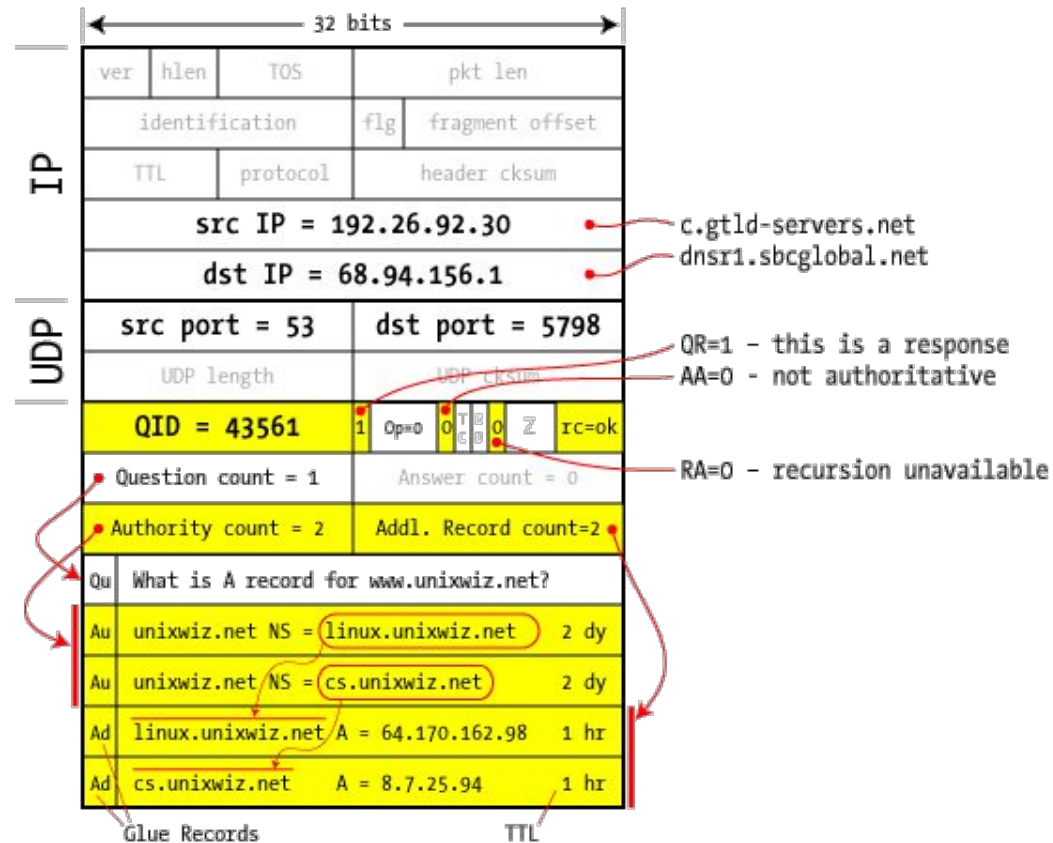 32 bits
IP
ver hlen TOS pkt len
identification flg fragment offset
TTL protocol header cksum
src IP = 192.26.92.30
c.gtld-servers.net
dst IP = 68.94.156.1
dnsr1.sbcglobal.net
UDP
src port = 53 dst port = 5798
QR=1 – this is a response
UDP length UDP cksum
AA=0 - not authoritative
QID = 43561 1 Op=0 0 TC RD 0 Z rc=ok
RA=0 – recursion unavailable
Question count = 1 Answer count = 0
Authority count = 2 Addl. Record count=2
Qu What is A record for www.unixwiz.net?
Au unixwiz.net NS = linux.unixwiz.net 2 dy
Au unixwiz.net NS = cs.unixwiz.net 2 dy
Ad linux.unixwiz.net A = 64.170.162.98 1 hr
Ad cs.unixwiz.net A = 8.7.25.94 1 hr
Glue Records TTL